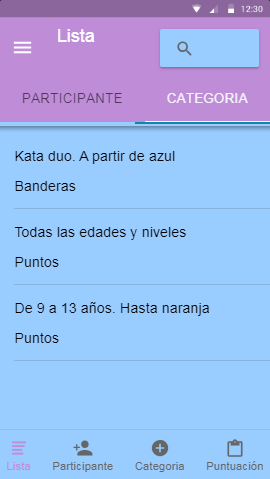 12:30
Lista
PARTICIPANTE CATEGORIA
Kata duo. A partir de azul
Banderas
Todas las edades y niveles
Puntos
De 9 a 13 años. Hasta naranja
Puntos
Lista Participante Categoria Puntuación